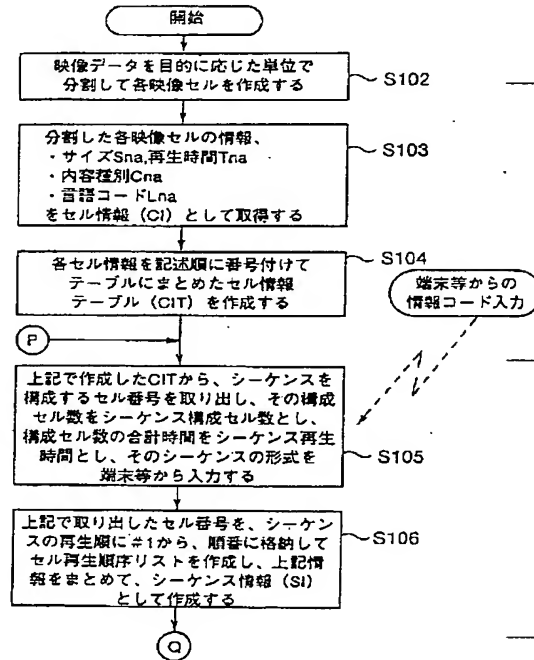 開始
映像データを目的に応じた単位で
分割して各映像セルを作成する
S102
分割した各映像セルの情報、
・サイズSna,再生時間Tna
・内容種別Cna
・言語コードLna
をセル情報（CI）として取得する
S103
各セル情報を記述順に番号付けて
テーブルにまとめたセル情報
テーブル（CIT）を作成する
S104
端末等からの
情報コード入力
P
上記で作成したCITから、シーケンスを
構成するセル番号を取り出し、その構成
セル数をシーケンス構成セル数とし、
構成セル数の合計時間をシーケンス再生
時間とし、そのシーケンスの形式を
端末等から入力する
S105
上記で取り出したセル番号を、シーケン
スの再生順に#1から、順番に格納して
セル再生順序リストを作成し、上記情
報をまとめて、シーケンス情報（SI）
として作成する
S106
Q